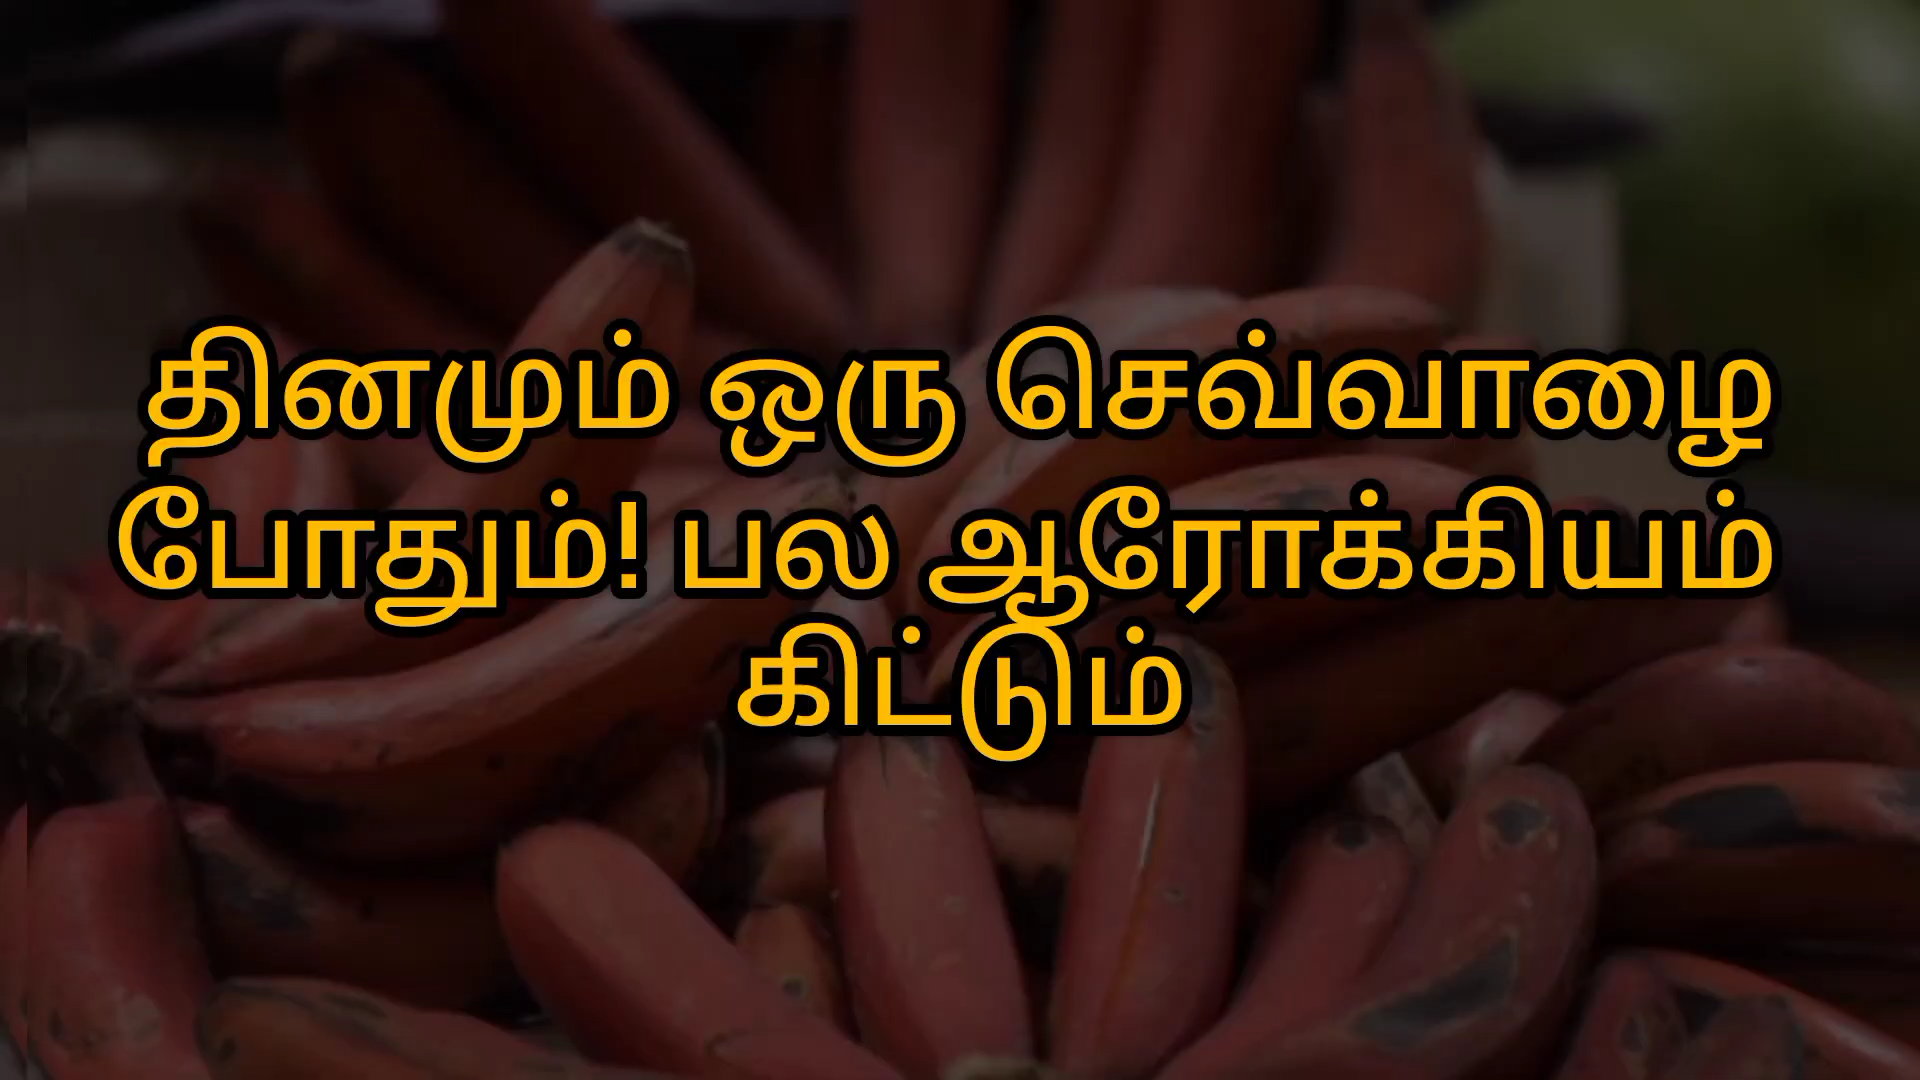 தினமும் ஒரு செவ்வாழை
போதும்! பல ஆரோக்கியம்
கிட்டும்